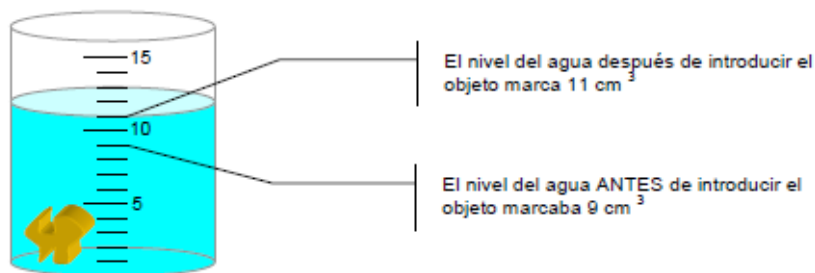 15
10
5
El nivel del agua después de introducir el
objeto marca 11 cm ³
El nivel del agua ANTES de introducir el
objeto marcaba 9 cm ³